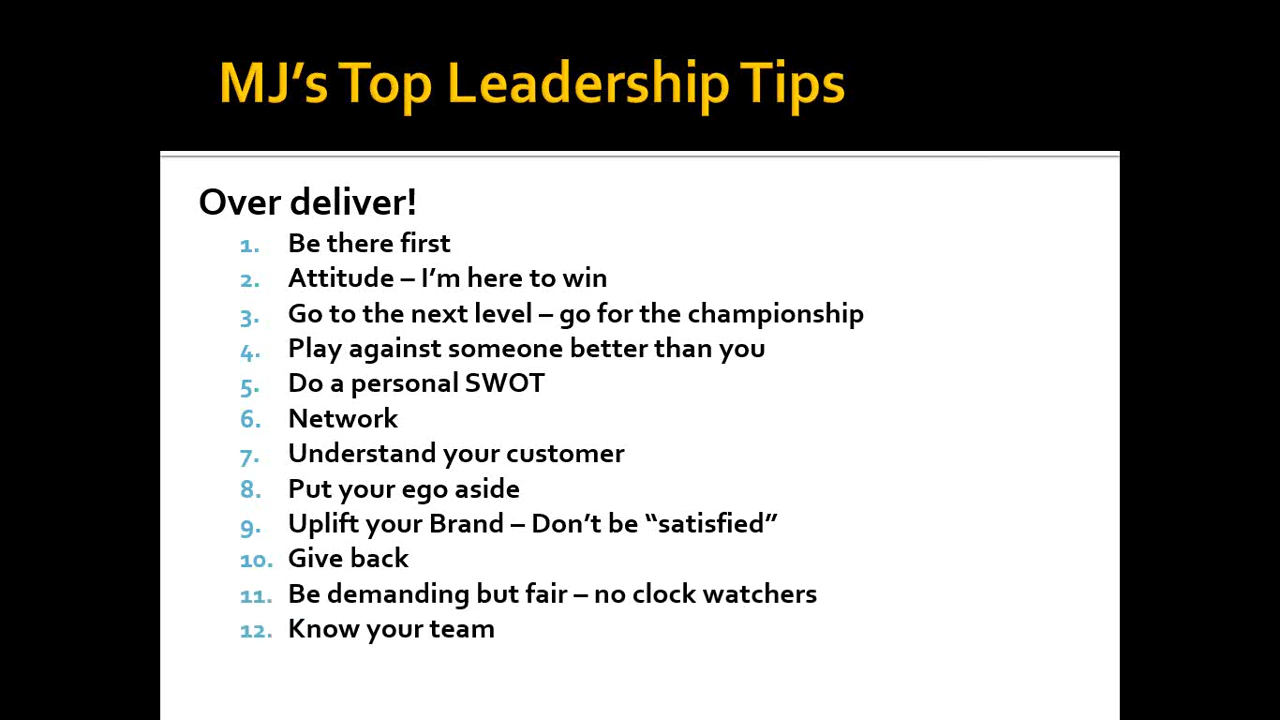 MJ’s Top Leadership Tips
Over deliver!
1. Be there first
2. Attitude – I’m here to win
3. Go to the next level – go for the championship
4. Play against someone better than you
5. Do a personal SWOT
6. Network
7. Understand your customer
8. Put your ego aside
9. Uplift your Brand – Don’t be “satisfied”
10. Give back
11. Be demanding but fair – no clock watchers
12. Know your team